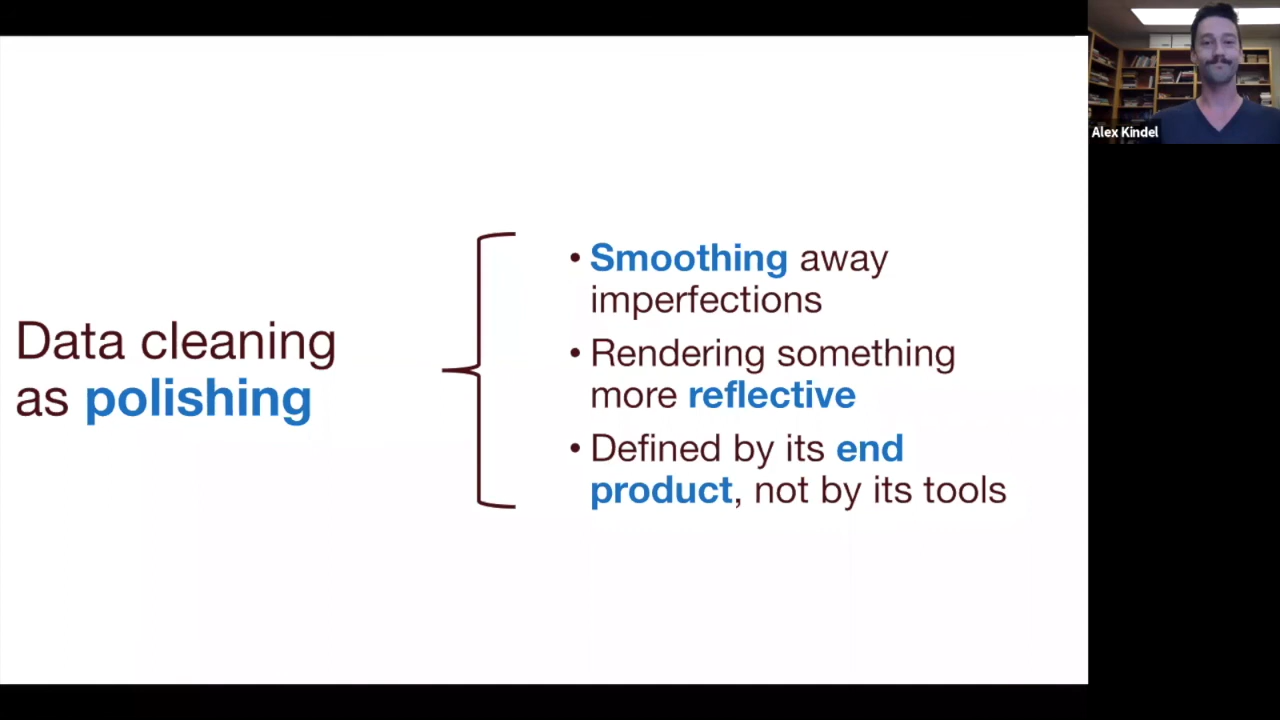 Alex Kindel
Data cleaning
as polishing
• Smoothing away
imperfections
• Rendering something
more reflective
• Defined by its end
product, not by its tools